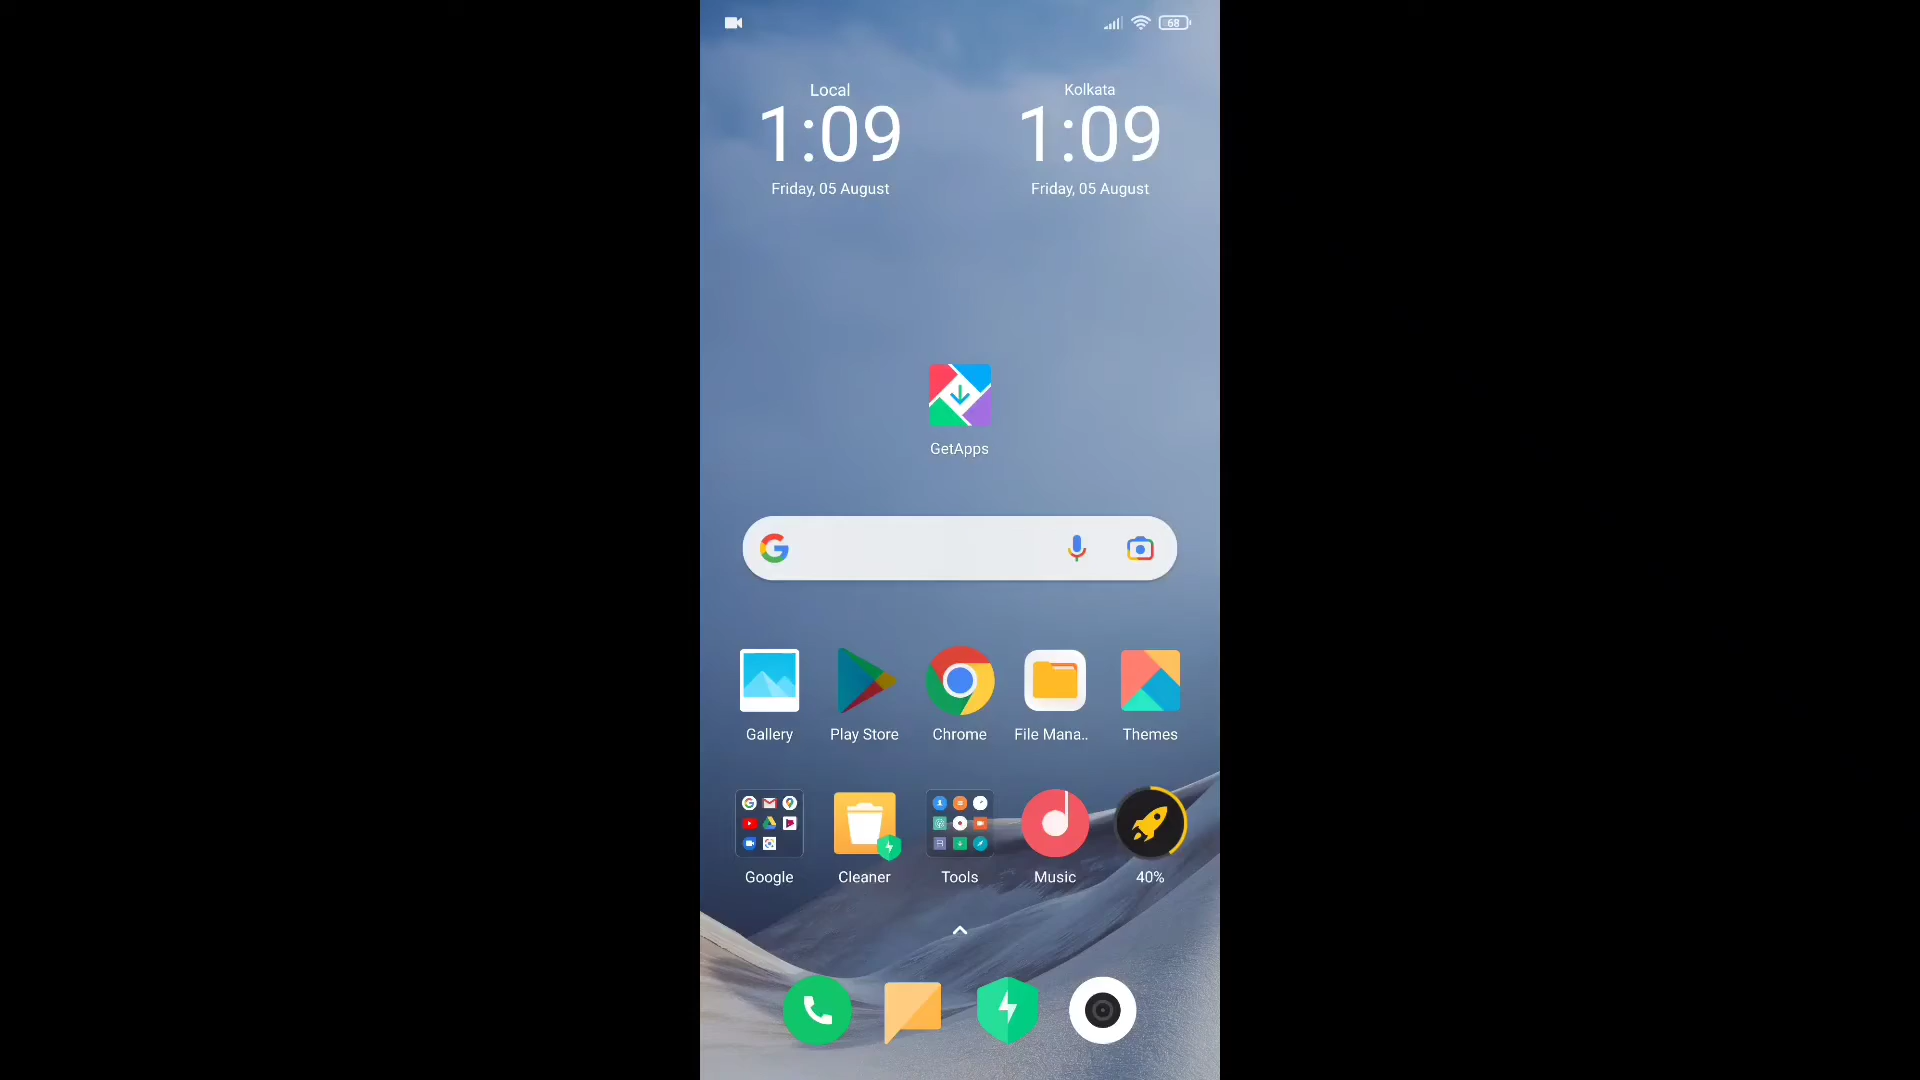 68
Local
Kolkata
1:09
1:09
Friday, 05 August
Friday, 05 August
GetApps
Gallery
Play Store
Chrome
File Mana..
Themes
Google
Cleaner
Tools
Music
40%